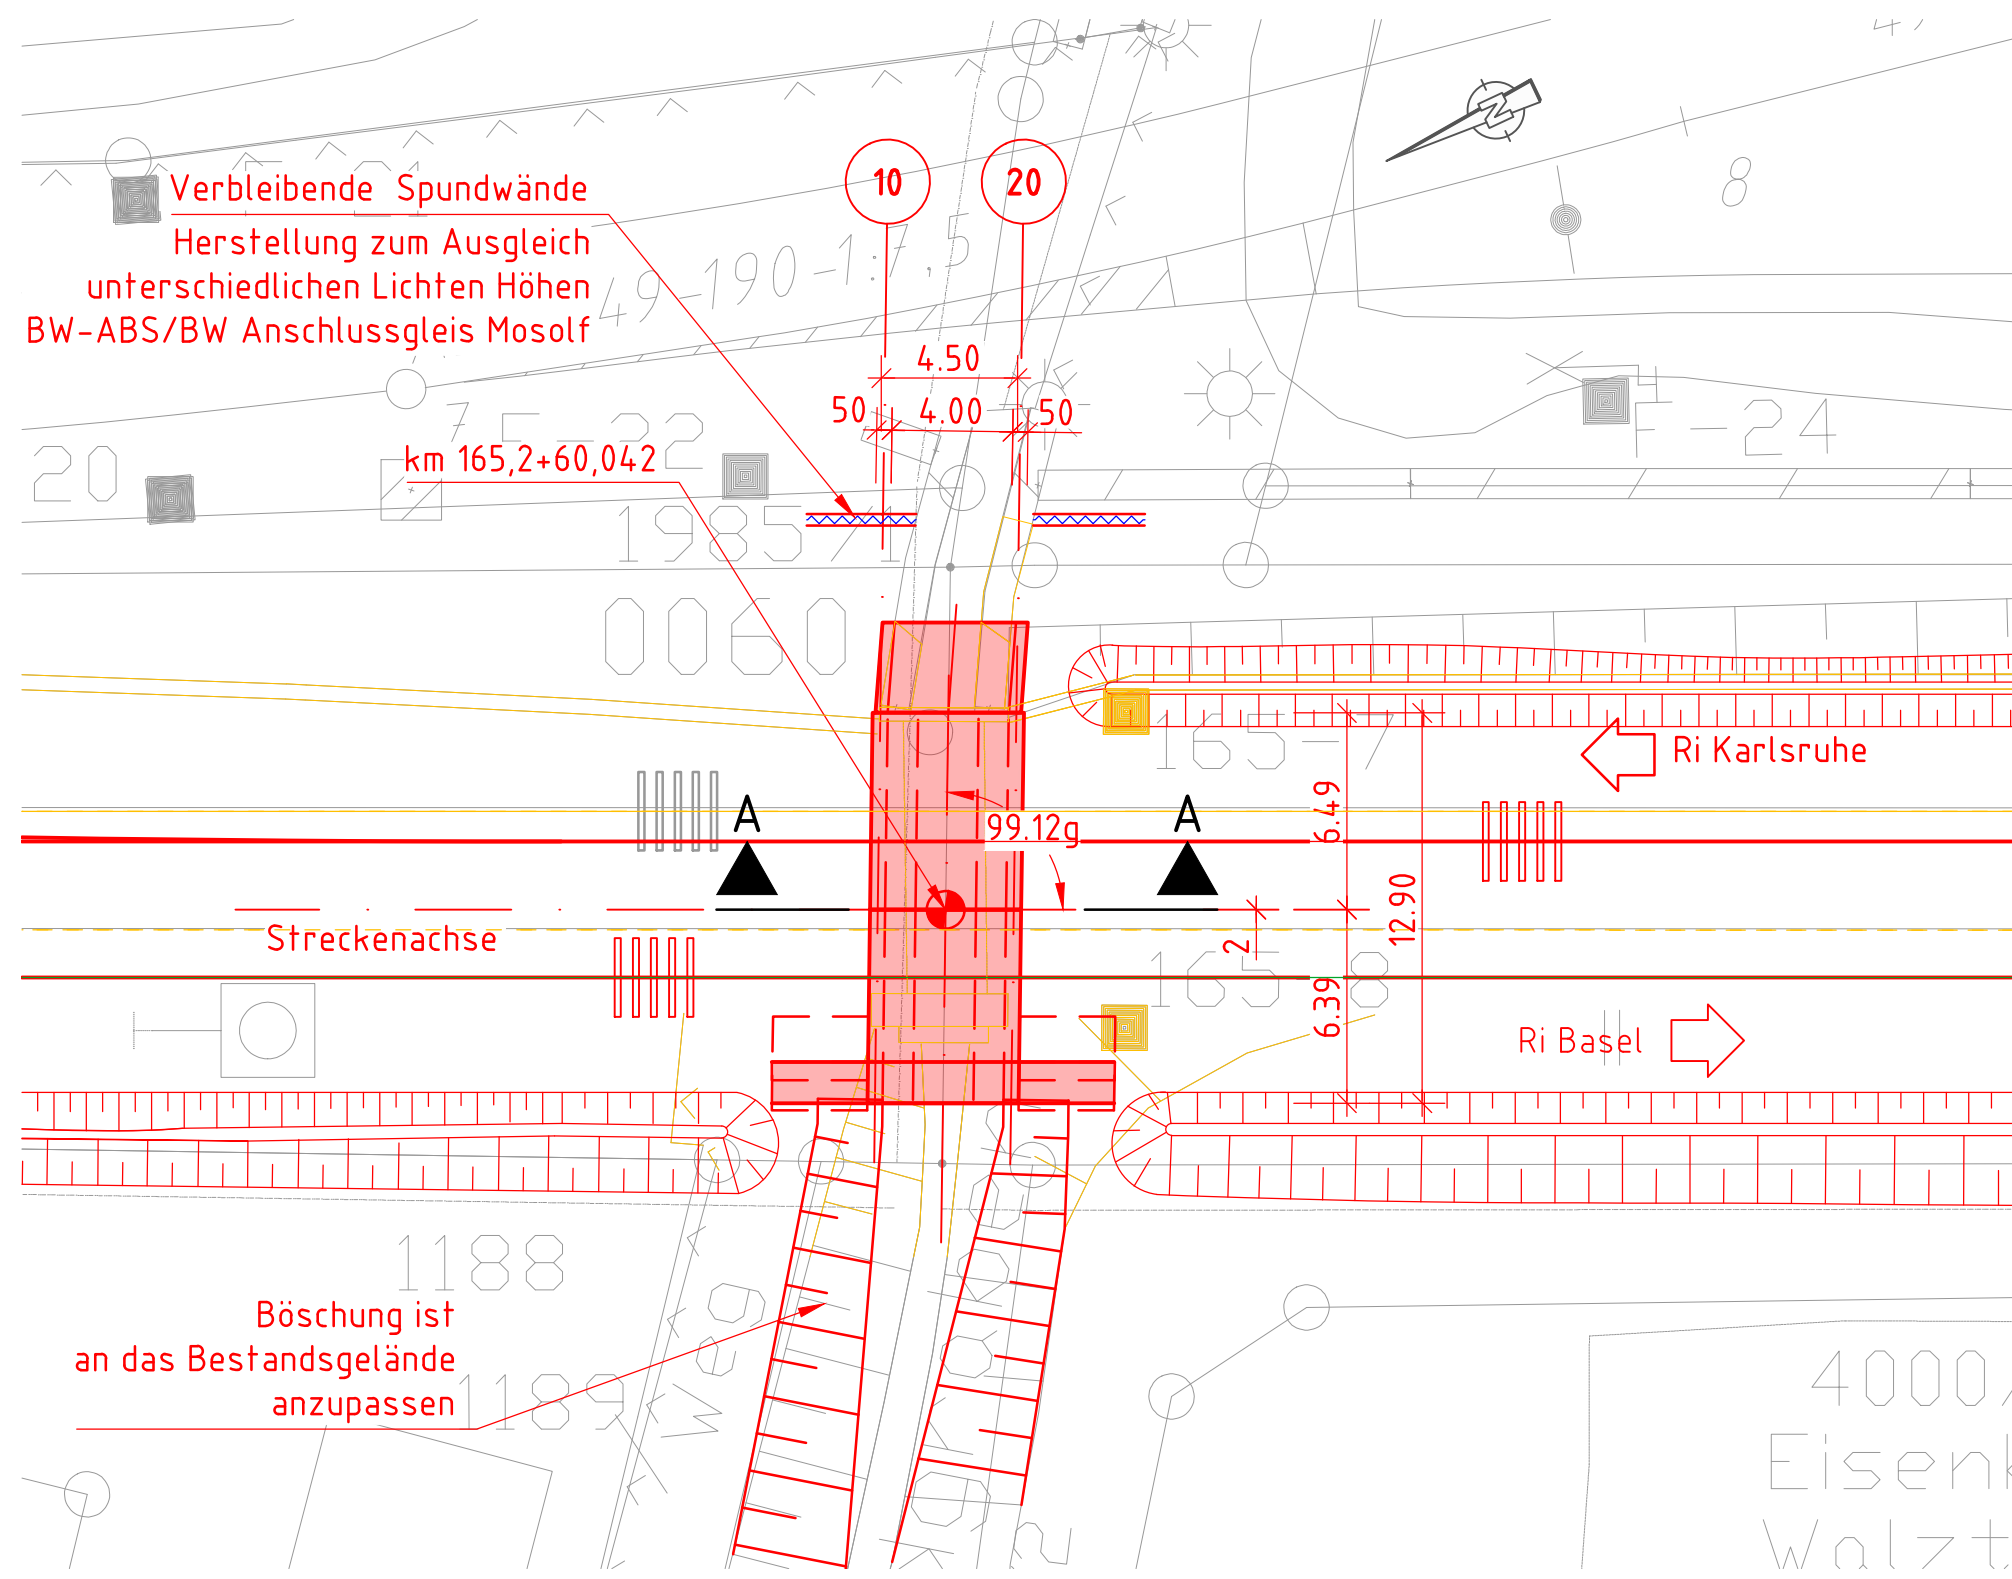 N
8
10
20
Verbleibende Spundwände
Herstellung zum Ausgleich
unterschiedlichen Lichten Höhen
BW-ABS/BW Anschlussgleis Mosolf
49-190-1:7,5
4.50
50
4.00
50
20
F-24
km 165,2+60,042
1985/1
0060
165-7
Ri Karlsruhe
A
A
99.12g
6.49
12.90
2
6.39
Streckenachse
165-8
Ri Basel
1188
Böschung ist
an das Bestandsgelände
anzupassen
1189
4000/
Eisenb
Walzt